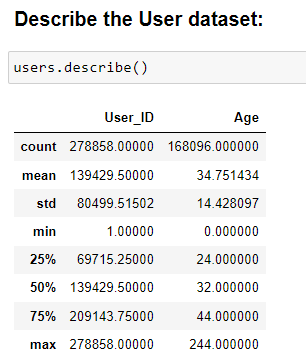 Describe the User dataset:
users.describe()
User_ID Age
count 278858.00000 168096.000000
mean 139429.50000 34.751434
std 80499.51502 14.428097
min 1.00000 0.000000
25% 69715.25000 24.000000
50% 139429.50000 32.000000
75% 209143.75000 44.000000
max 278858.00000 244.000000